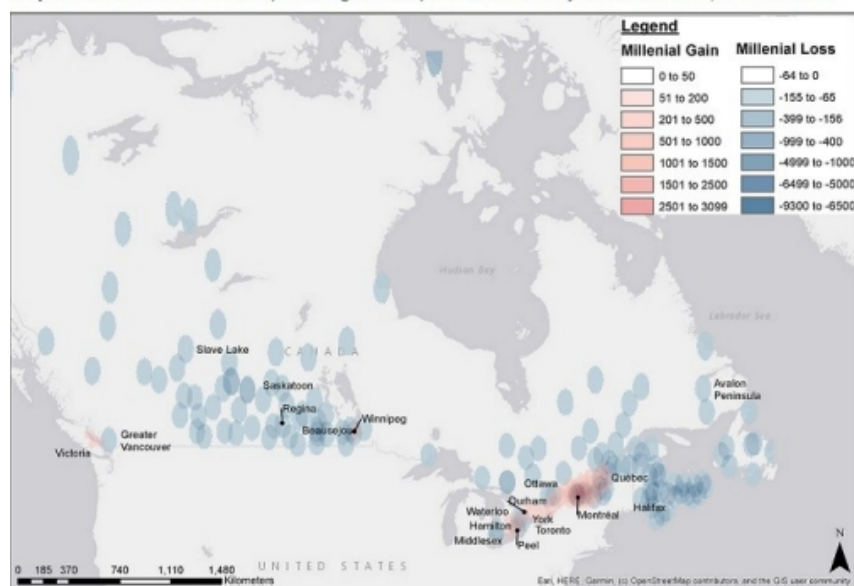 Legend
Millenial Gain
0 to 50
51 to 200
201 to 500
501 to 1000
1001 to 1500
1501 to 2500
2501 to 3099
Millenial Loss
-64 to 0
-155 to -65
-399 to -156
-999 to -400
-4999 to -1000
-6499 to -5000
-9300 to -6500
Hudson Bay
Labrador Sea
Slave Lake
CANADA
Saskatoon
Avalon
Peninsula
Regina
Winnipeg
Beausejour
Greater
Vancouver
Victoria
Ottawa
Québec
Durham
Waterloo
York
Montréal
Halifax
Hamilton
Toronto
Middlesex
Peel
N
UNITED STATES
0 185 370 740 1,110 1,480
Kilometers
Esri, HERE, Garmin, (c) OpenStreetMap contributors, and the GIS user community